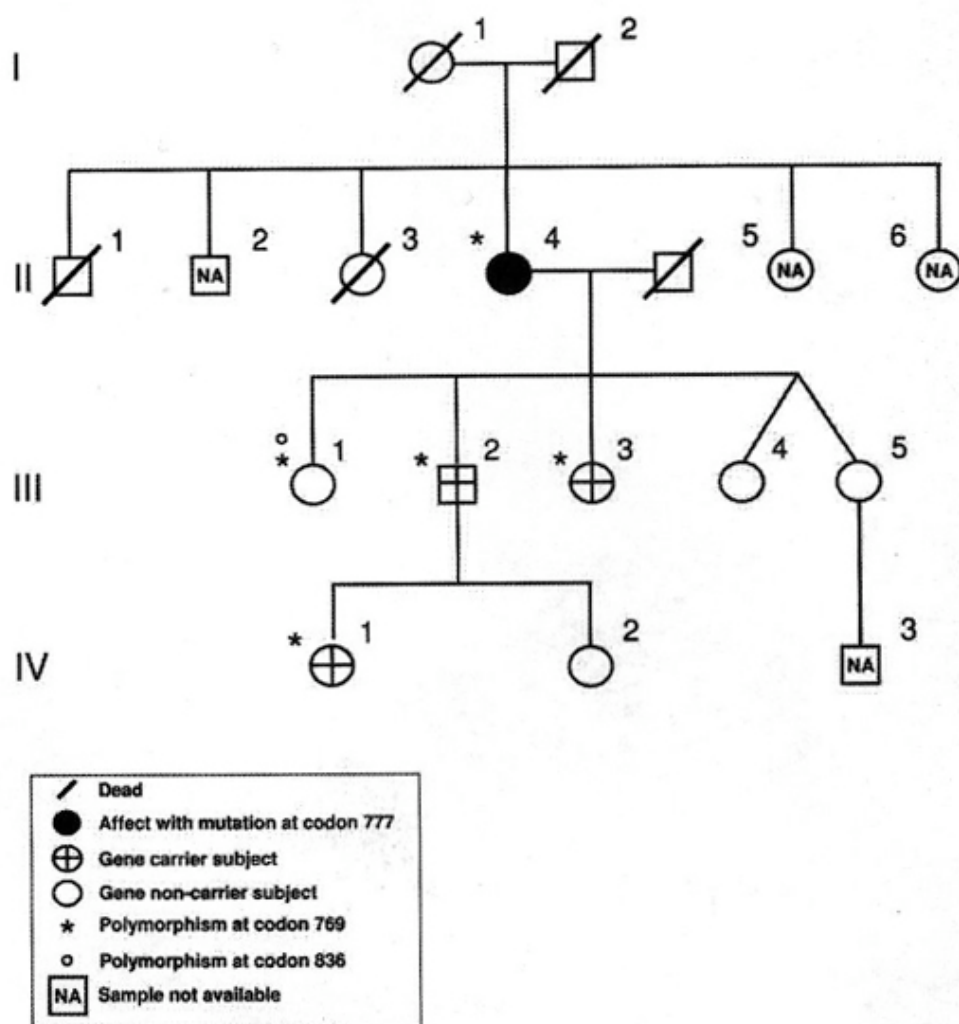 1 2
I
1 2 3 * 4 5 6
II NA NA NA
o
* 1 * 2 * 3 4 5
III
* 1 2 3
IV NA
Dead
Affect with mutation at codon 777
Gene carrier subject
Gene non-carrier subject
* Polymorphism at codon 769
o Polymorphism at codon 836
NA Sample not available